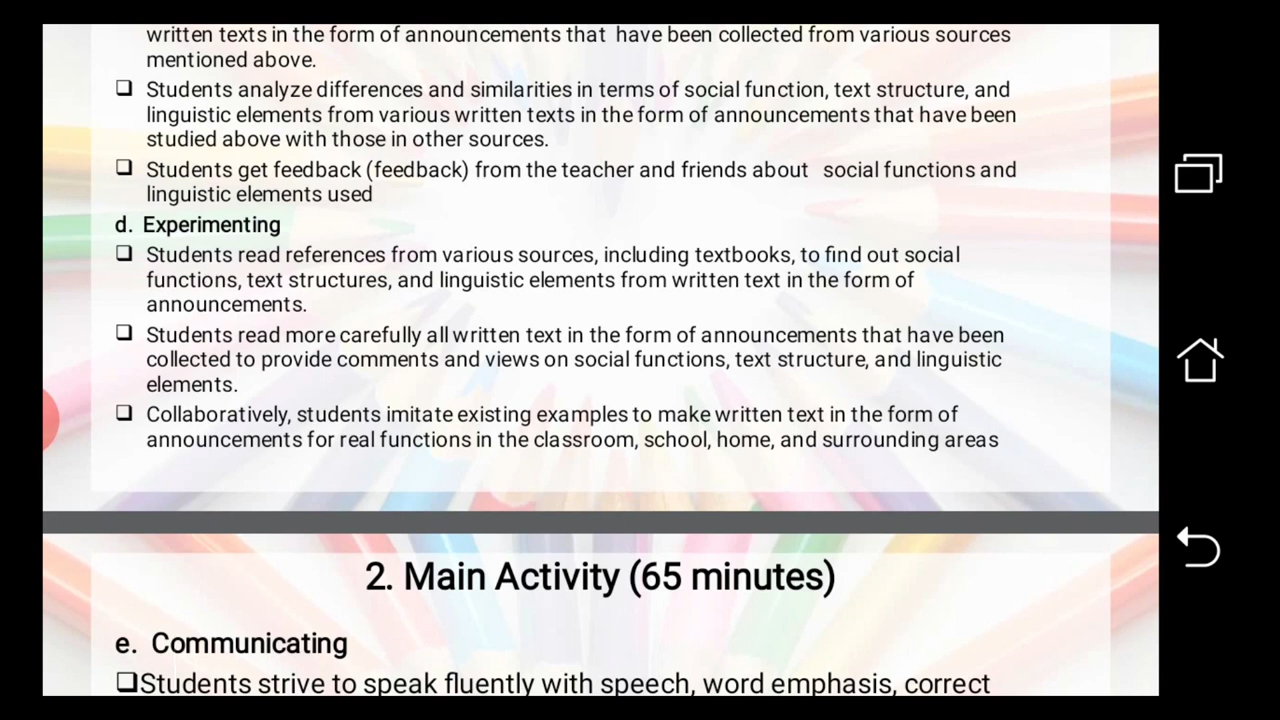 written texts in the form of announcements that have been collected from various sources
mentioned above.
❑ Students analyze differences and similarities in terms of social function, text structure, and
linguistic elements from various written texts in the form of announcements that have been
studied above with those in other sources.
❑ Students get feedback (feedback) from the teacher and friends about social functions and
linguistic elements used
d. Experimenting
❑ Students read references from various sources, including textbooks, to find out social
functions, text structures, and linguistic elements from written text in the form of
announcements.
❑ Students read more carefully all written text in the form of announcements that have been
collected to provide comments and views on social functions, text structure, and linguistic
elements.
❑ Collaboratively, students imitate existing examples to make written text in the form of
announcements for real functions in the classroom, school, home, and surrounding areas
2. Main Activity (65 minutes)
e. Communicating
❑Students strive to speak fluently with speech, word emphasis, correct